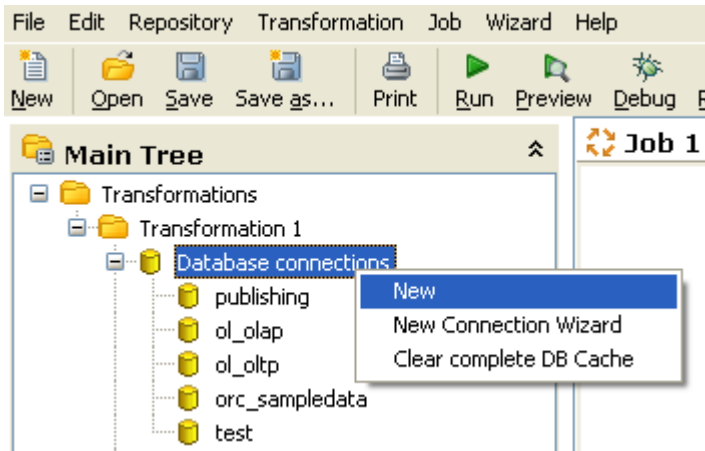 File Edit Repository Transformation Job Wizard Help
New Open Save Save as... Print Run Preview Debug
Main Tree
Job 1
Transformations
Transformation 1
Database connections
publishing
ol_olap
ol_oltp
orc_sampledata
test
New
New Connection Wizard
Clear complete DB Cache